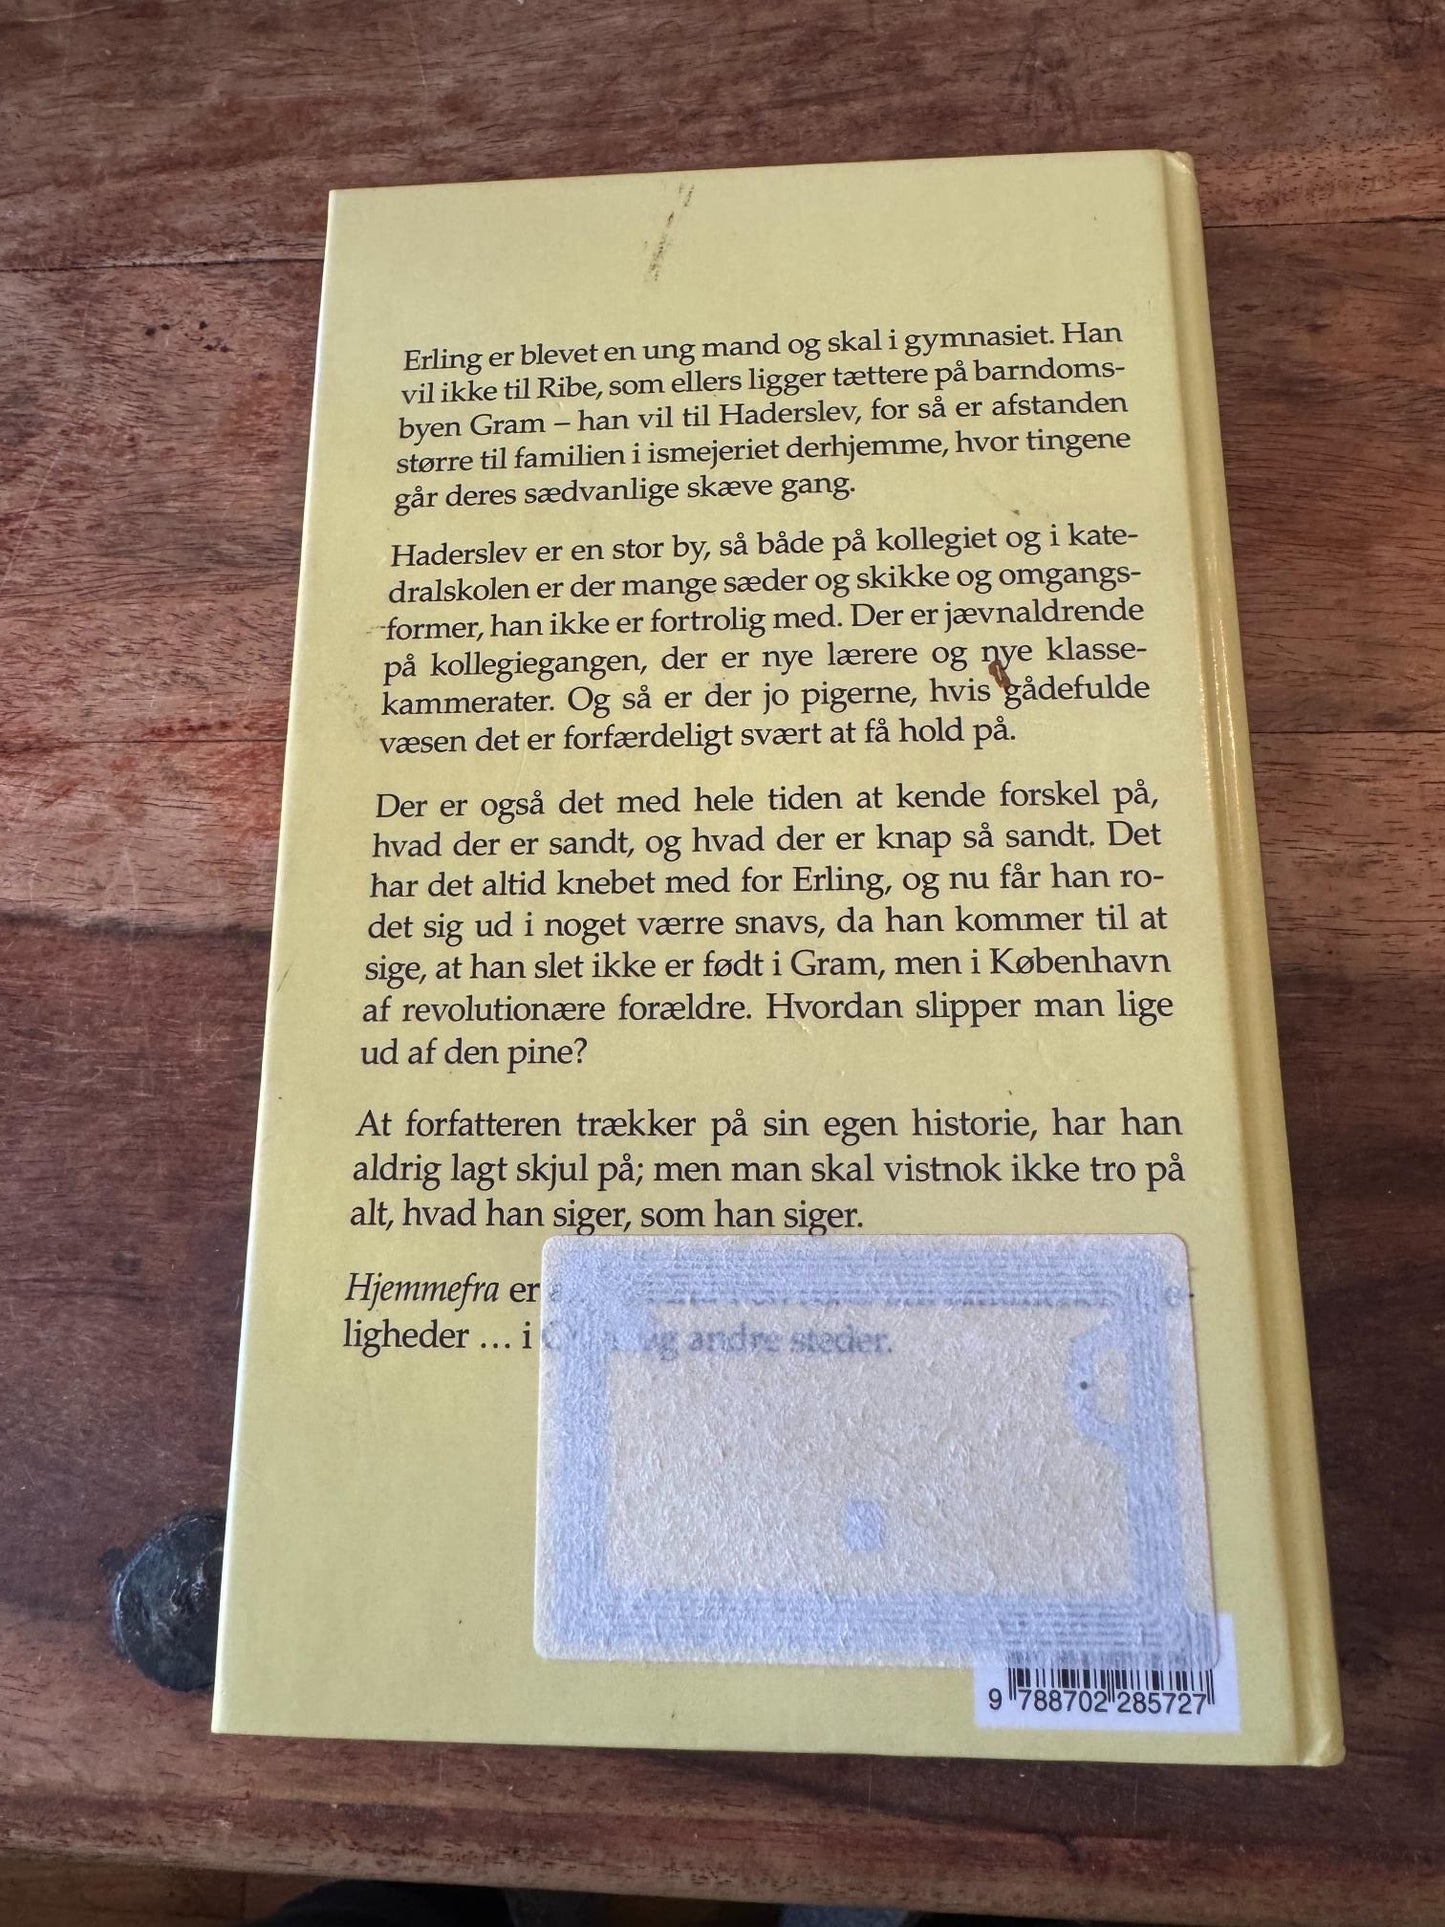 Erling er blevet en ung mand og skal i gymnasiet. Han
vil ikke til Ribe, som ellers ligger tættere på barndoms-
byen Gram – han vil til Haderslev, for så er afstanden
større til familien i ismejeriet derhjemme, hvor tingene
går deres sædvanlige skæve gang.
Haderslev er en stor by, så både på kollegiet og i kate-
dralskolen er der mange sæder og skikke og omgangs-
former, han ikke er fortrolig med. Der er jævnaldrende
på kollegiegangen, der er nye lærere og nye klasse-
kammerater. Og så er der jo pigerne, hvis gådefulde
væsen det er forfærdeligt svært at få hold på.
Der er også det med hele tiden at kende forskel på,
hvad der er sandt, og hvad der er knap så sandt. Det
har det altid knebet med for Erling, og nu får han ro-
det sig ud i noget værre snavs, da han kommer til at
sige, at han slet ikke er født i Gram, men i København
af revolutionære forældre. Hvordan slipper man lige
ud af den pine?
At forfatteren trækker på sin egen historie, har han
aldrig lagt skjul på; men man skal vistnok ikke tro på
alt, hvad han siger, som han siger.
Hjemmefra er
ligheder ... i og andre steder.
9 788702 285727